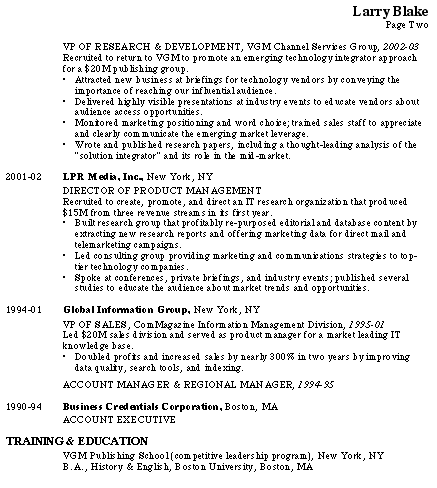 Larry Blake
Page Two
VP OF RESEARCH & DEVELOPMENT, VGM Channel Services Group, 2002-03
Recruited to return to VGM to promote an emerging technology integrator approach
for a $20M publishing group.
• Attracted new business at briefings for technology vendors by conveying the
importance of reaching our influential audience.
• Delivered highly visible presentations at industry events to educate vendors about
audience access opportunities.
• Monitored marketing positioning and word choice; trained sales staff to appreciate
and clearly communicate the emerging market leverage.
• Wrote and published research papers, including a thought-leading analysis of the
"solution integrator" and its role in the mid-market.
2001-02 LPR Media, Inc., New York, NY
DIRECTOR OF PRODUCT MANAGEMENT
Recruited to create, promote, and direct an IT research organization that produced
$15M from three revenue streams in its first year.
• Built research group that profitably re-purposed editorial and database content by
extracting new research reports and offering marketing data for direct mail and
telemarketing campaigns.
• Led consulting group providing marketing and communications strategies to top-
tier technology companies.
• Spoke at conferences, private briefings, and industry events; published several
studies to educate the audience about market trends and opportunities.
1994-01 Global Information Group, New York, NY
VP OF SALES, ComMagazine Information Management Division, 1995-01
Led $20M sales division and served as product manager for a market leading IT
knowledge base.
• Doubled profits and increased sales by nearly 300% in two years by improving
data quality, search tools, and indexing.
ACCOUNT MANAGER & REGIONAL MANAGER, 1994-95
1990-94 Business Credentials Corporation, Boston, MA
ACCOUNT EXECUTIVE
TRAINING & EDUCATION
VGM Publishing School (competitive leadership program), New York, NY
B.A., History & English, Boston University, Boston, MA